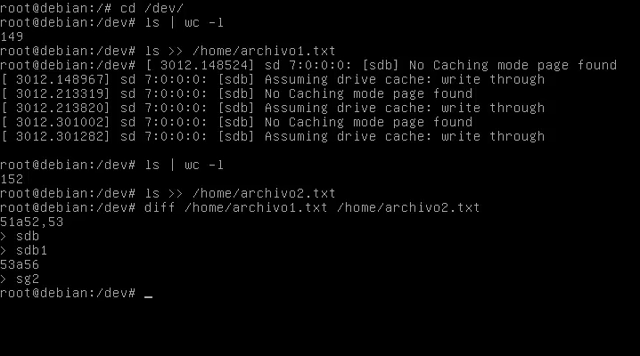 root@debian:/# cd /dev/
root@debian:/dev# ls | wc -l
149
root@debian:/dev# ls >> /home/archivo1.txt
root@debian:/dev# [ 3012.148524] sd 7:0:0:0: [sdb] No Caching mode page found
[ 3012.148967] sd 7:0:0:0: [sdb] Assuming drive cache: write through
[ 3012.213319] sd 7:0:0:0: [sdb] No Caching mode page found
[ 3012.213820] sd 7:0:0:0: [sdb] Assuming drive cache: write through
[ 3012.301002] sd 7:0:0:0: [sdb] No Caching mode page found
[ 3012.301282] sd 7:0:0:0: [sdb] Assuming drive cache: write through
root@debian:/dev# ls | wc -l
152
root@debian:/dev# ls >> /home/archivo2.txt
root@debian:/dev# diff /home/archivo1.txt /home/archivo2.txt
51a52,53
> sdb
> sdb1
53a56
> sg2
root@debian:/dev# _